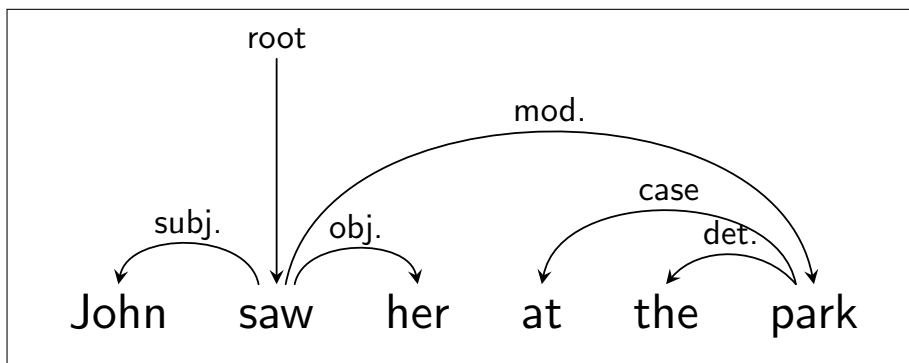 root
mod.
case
subj. obj. det.
John saw her at the park